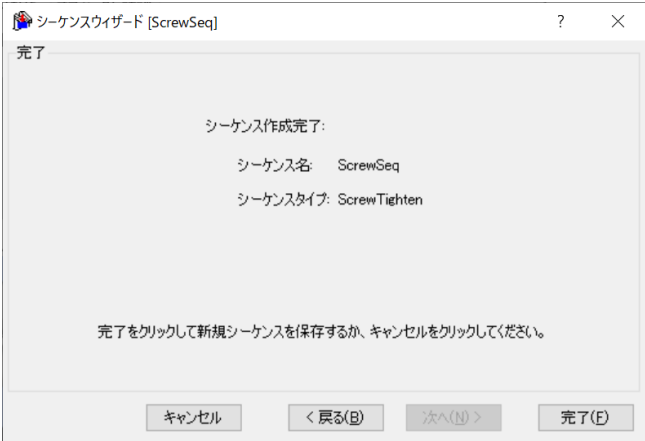 シーケンスウィザード [ScrewSeq]
完了
シーケンス作成完了:
シーケンス名: ScrewSeq
シーケンスタイプ: ScrewTighten
完了をクリックして新規シーケンスを保存するか、キャンセルをクリックしてください。
キャンセル < 戻る(B) 次へ(N) > 完了(F)